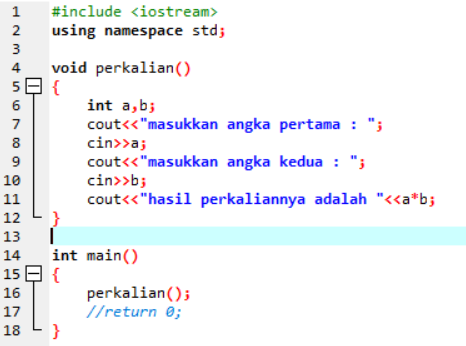 1 #include <iostream>
2 using namespace std;
3
4 void perkalian()
5 {
6 int a,b;
7 cout<<"masukkan angka pertama : ";
8 cin>>a;
9 cout<<"masukkan angka kedua : ";
10 cin>>b;
11 cout<<"hasil perkaliannya adalah "<<a*b;
12 }
13
14 int main()
15 {
16 perkalian();
17 //return 0;
18 }